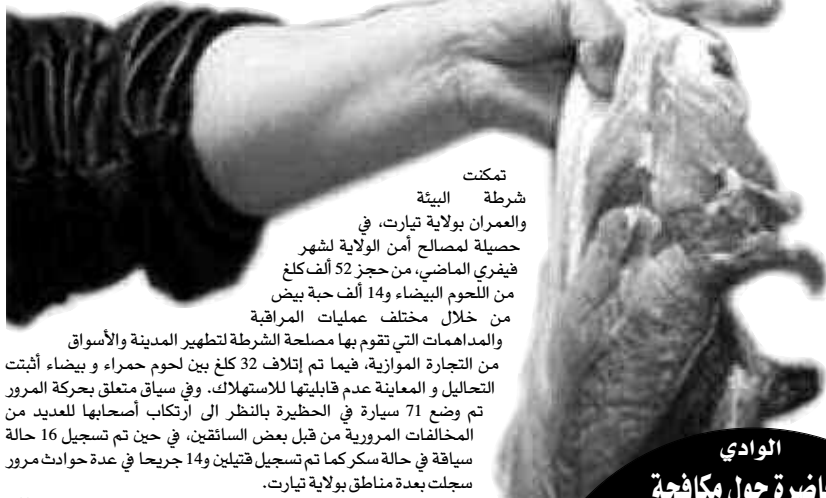 تمكنت
شرطة البيئة
والعمران بولاية تيارت، في
حصيلة لمصالح أمن الولاية لشهر
فيفري الماضي، من حجز 52 ألف كلغ
من اللحوم البيضاء و14 ألف حبة بيض
من خلال مختلف عمليات المراقبة
والمداهمات التي تقوم بها مصلحة الشرطة لتطهير المدينة والأسواق
من التجارة الموازية، فيما تم إتلاف 32 كلغ بين لحوم حمراء و بيضاء أثبتت
التحاليل و المعاينة عدم قابليتها للاستهلاك. وفي سياق متعلق بحركة المرور
تم وضع 71 سيارة في الحظيرة بالنظر الى ارتكاب أصحابها للعديد من
المخالفات المرورية من قبل بعض السائقين، في حين تم تسجيل 16 حالة
سياقة في حالة سكر كما تم تسجيل قتيلين و14 جريحا في عدة حوادث مرور
سجلت بعدة مناطق بولاية تيارت.
الوادي
حول مكافحة